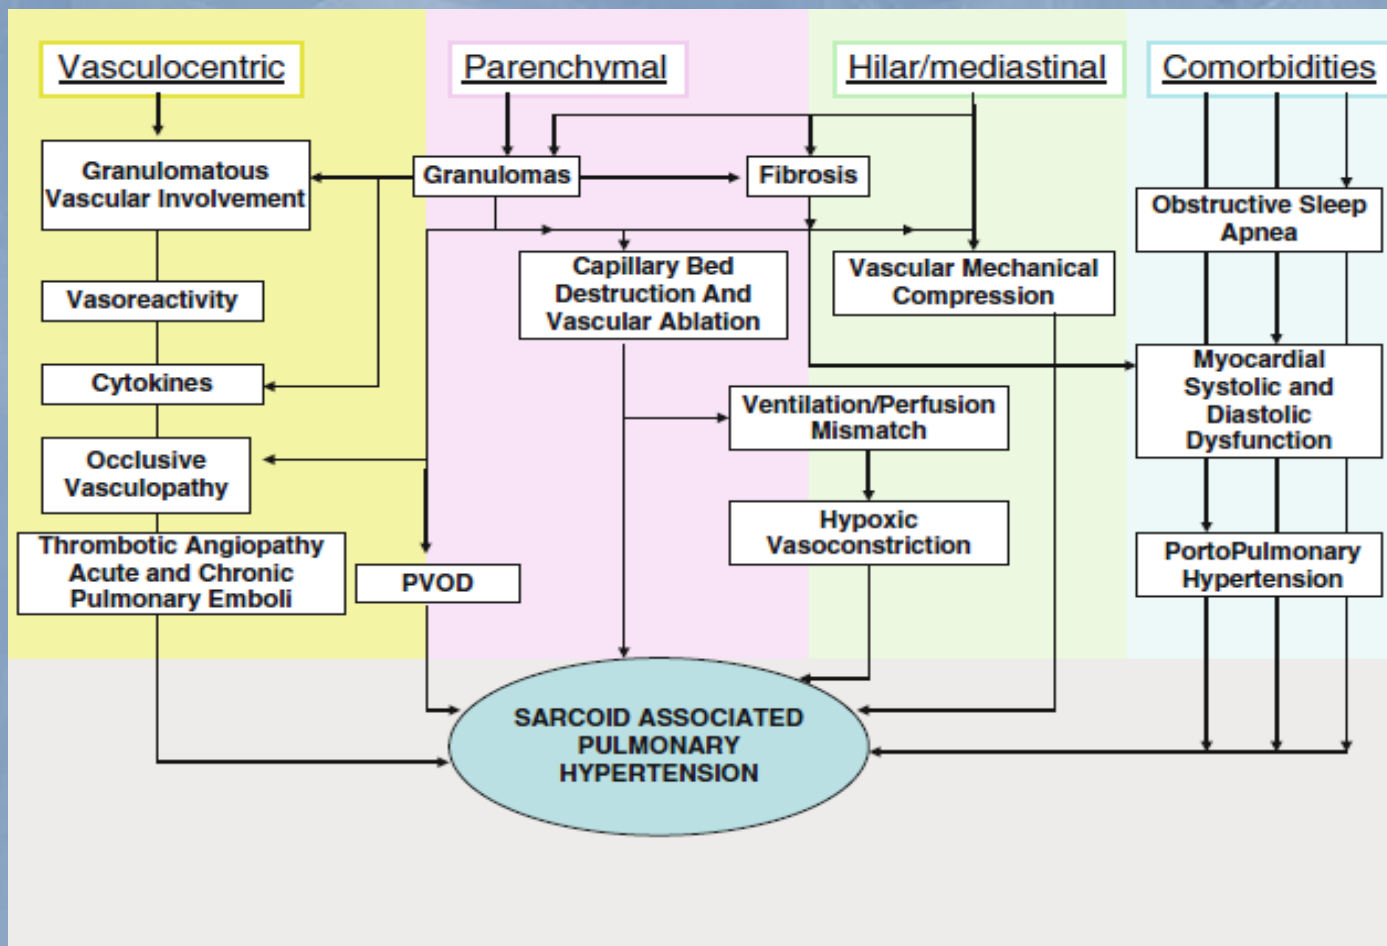 Vasculocentric
Parenchymal
Hilar/mediastinal
Comorbidities
Granulomatous
Vascular Involvement
Granulomas
Fibrosis
Obstructive Sleep
Apnea
Capillary Bed
Destruction And
Vascular Ablation
Vascular Mechanical
Compression
Vasoreactivity
Cytokines
Myocardial
Systolic and
Diastolic
Dysfunction
Ventilation/Perfusion
Mismatch
Occlusive
Vasculopathy
Hypoxic
Vasoconstriction
Thrombotic Angiopathy
Acute and Chronic
Pulmonary Emboli
PVOD
PortoPulmonary
Hypertension
SARCOID ASSOCIATED
PULMONARY
HYPERTENSION